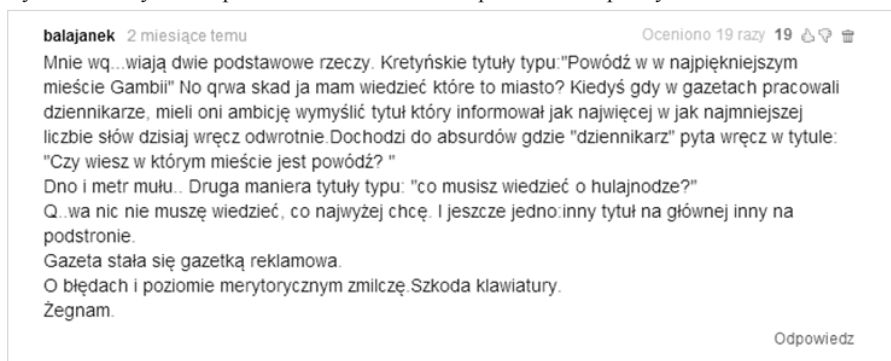 balajanek 2 miesiące temu Oceniono 19 razy 19
Mnie wq...wiają dwie podstawowe rzeczy. Kretyńskie tytuły typu:"Powódź w w najpiękniejszym
mieście Gambii" No qrwa skad ja mam wiedzieć które to miasto? Kiedyś gdy w gazetach pracowali
dziennikarze, mieli oni ambicję wymyślić tytuł który informował jak najwięcej w jak najmniejszej
liczbie słów dzisiaj wręcz odwrotnie.Dochodzi do absurdów gdzie "dziennikarz" pyta wręcz w tytule:
"Czy wiesz w którym mieście jest powódź? "
Dno i metr mułu.. Druga maniera tytuły typu: "co musisz wiedzieć o hulajnodze?"
Q..wa nic nie muszę wiedzieć, co najwyżej chcę. I jeszcze jedno:inny tytuł na głównej inny na
podstronie.
Gazeta stała się gazetką reklamowa.
O błędach i poziomie merytorycznym zmilczę.Szkoda klawiatury.
Żegnam.
Odpowiedz